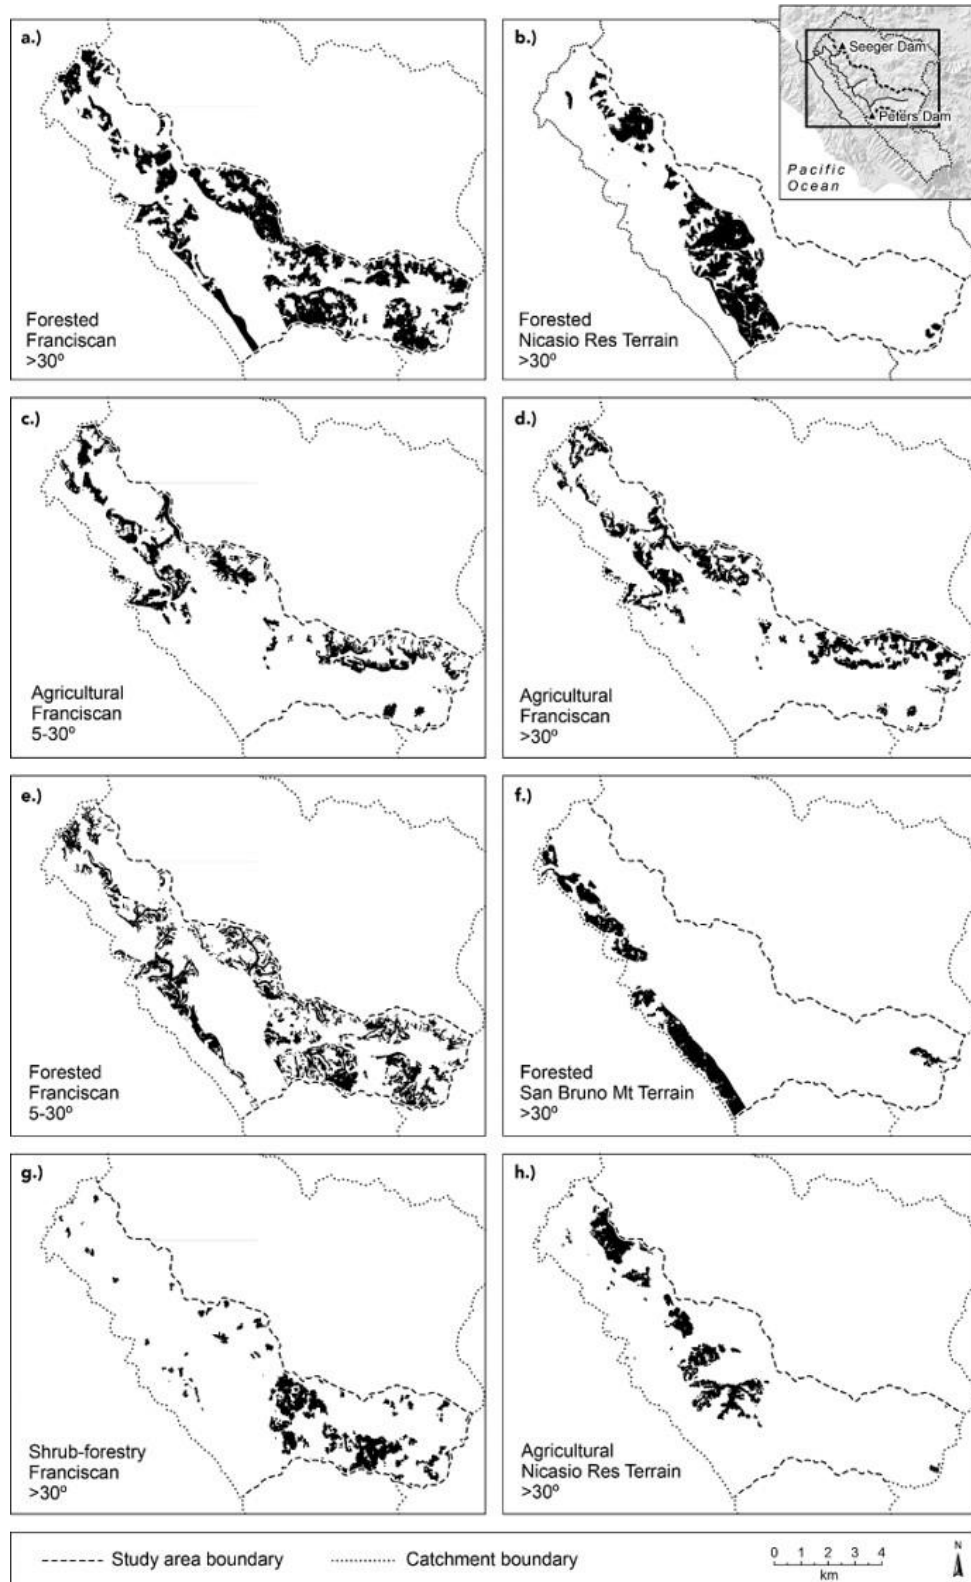 a.)
Forested
Franciscan
>30º
b.)
Seeger Dam
Peters Dam
Pacific
Ocean
Forested
Nicasio Res Terrain
>30º
c.)
Agricultural
Franciscan
5-30º
d.)
Agricultural
Franciscan
>30º
e.)
Forested
Franciscan
5-30º
f.)
Forested
San Bruno Mt Terrain
>30º
g.)
Shrub-forestry
Franciscan
>30º
h.)
Agricultural
Nicasio Res Terrain
>30º
Study area boundary
Catchment boundary
0 1 2 3 4
km
N